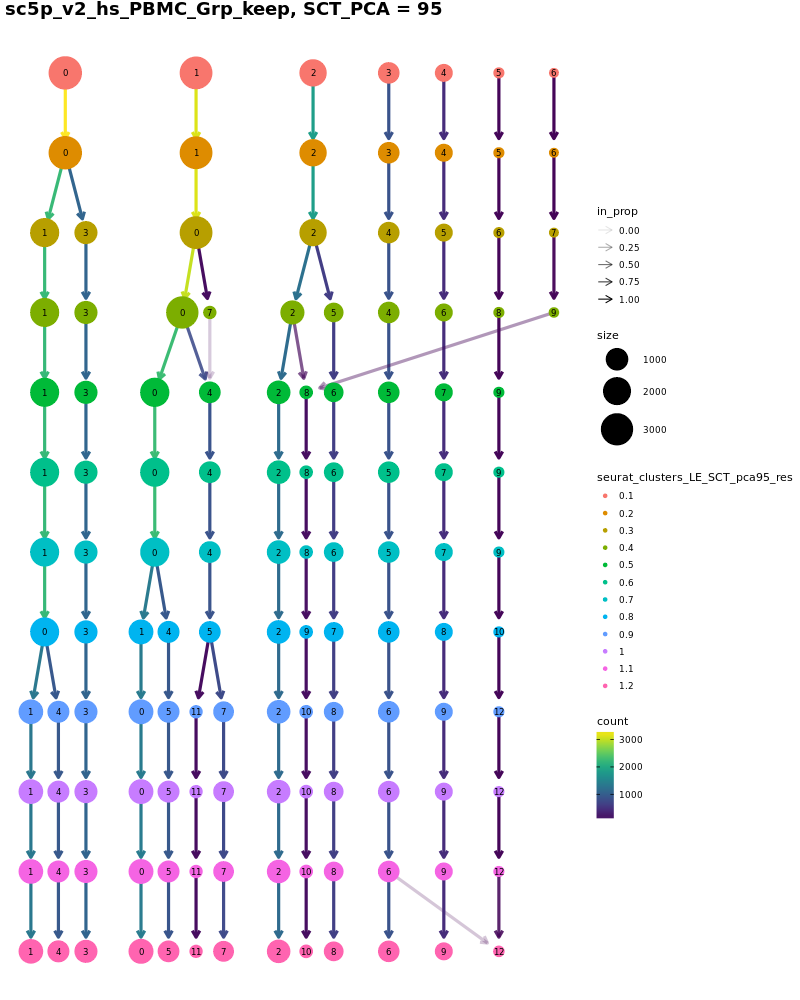 sc5p_v2_hs_PBMC_Grp_keep, SCT_PCA = 95
0 1 2 3 4 5 6
0 1 2 3 4 5 6
1 3 0 2 4 5 6 7
1 3 0 7 2 5 4 6 8 9
1 3 0 4 2 8 6 5 7 9
1 3 0 4 2 8 6 5 7 9
1 3 0 4 2 8 6 5 7 9
0 3 1 4 5 2 9 7 6 8 10
1 4 3 0 5 11 7 2 10 8 6 9 12
1 4 3 0 5 11 7 2 10 8 6 9 12
1 4 3 0 5 11 7 2 10 8 6 9 12
1 4 3 0 5 11 7 2 10 8 6 9 12
in_prop
0.00
0.25
0.50
0.75
1.00
size
1000
2000
3000
seurat_clusters_LE_SCT_pca95_res
0.1
0.2
0.3
0.4
0.5
0.6
0.7
0.8
0.9
1
1.1
1.2
count
3000
2000
1000